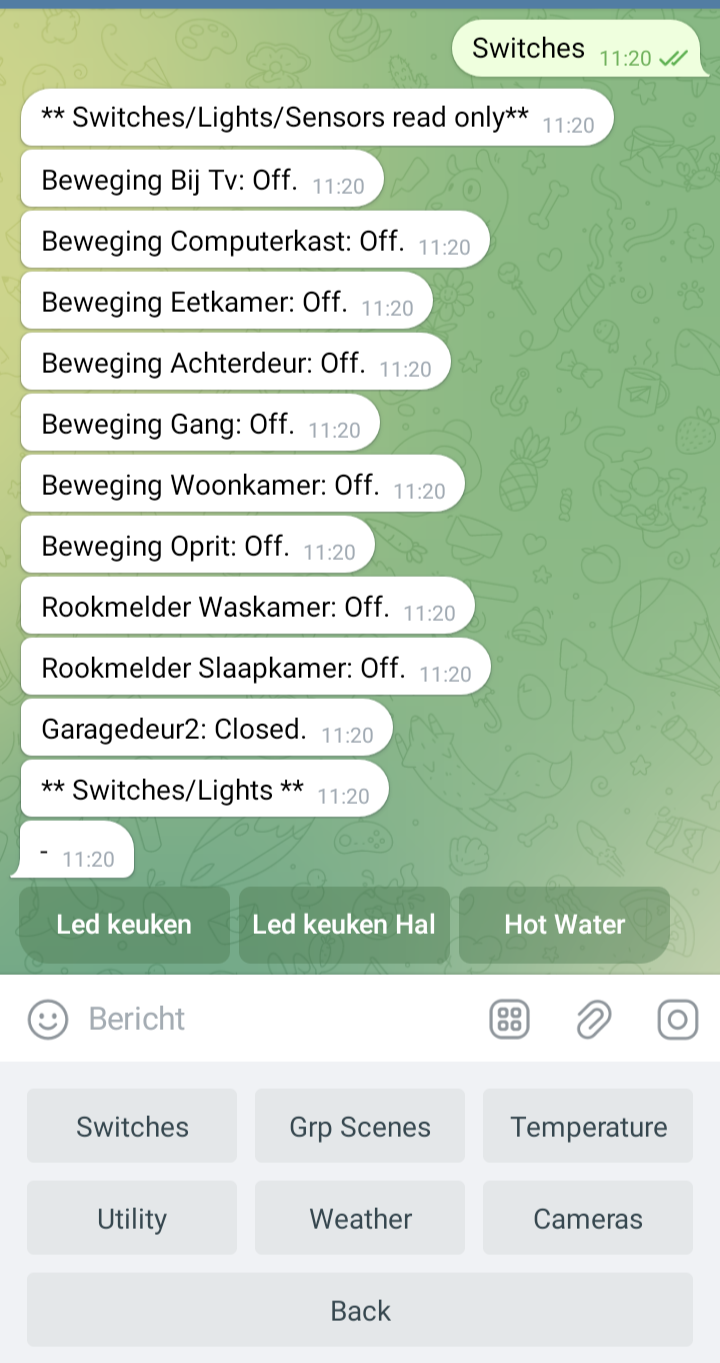 Switches 11:20
** Switches/Lights/Sensors read only** 11:20
Beweging Bij Tv: Off. 11:20
Beweging Computerkast: Off. 11:20
Beweging Eetkamer: Off. 11:20
Beweging Achterdeur: Off. 11:20
Beweging Gang: Off. 11:20
Beweging Woonkamer: Off. 11:20
Beweging Oprit: Off. 11:20
Rookmelder Waskamer: Off. 11:20
Rookmelder Slaapkamer: Off. 11:20
Garagedeur2: Closed. 11:20
** Switches/Lights ** 11:20
- 11:20
Led keuken Led keuken Hal Hot Water
Bericht
Switches Grp Scenes Temperature
Utility Weather Cameras
Back